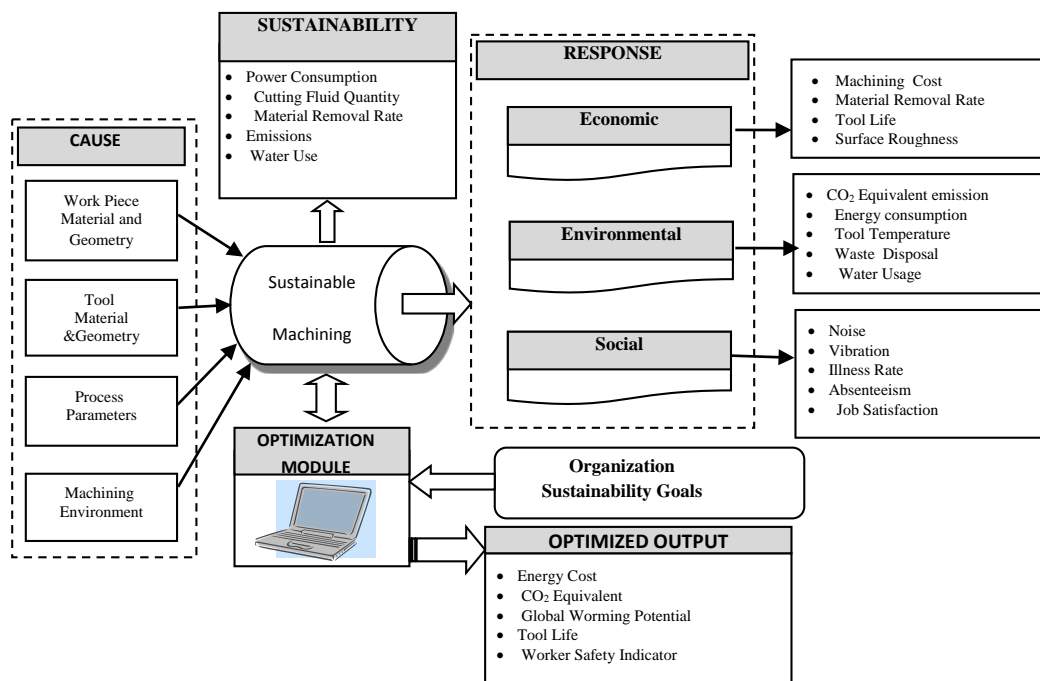 CAUSE
Work Piece
Material and
Geometry
Tool
Material
&Geometry
Process
Parameters
Machining
Environment
SUSTAINABILITY
• Power Consumption
• Cutting Fluid Quantity
• Material Removal Rate
• Emissions
• Water Use
Sustainable
Machining
OPTIMIZATION
MODULE
RESPONSE
Economic
Environmental
Social
• Machining Cost
• Material Removal Rate
• Tool Life
• Surface Roughness
• CO₂ Equivalent emission
• Energy consumption
• Tool Temperature
• Waste Disposal
• Water Usage
• Noise
• Vibration
• Illness Rate
• Absenteeism
• Job Satisfaction
Organization
Sustainability Goals
OPTIMIZED OUTPUT
• Energy Cost
• CO₂ Equivalent
• Global Worming Potential
• Tool Life
• Worker Safety Indicator